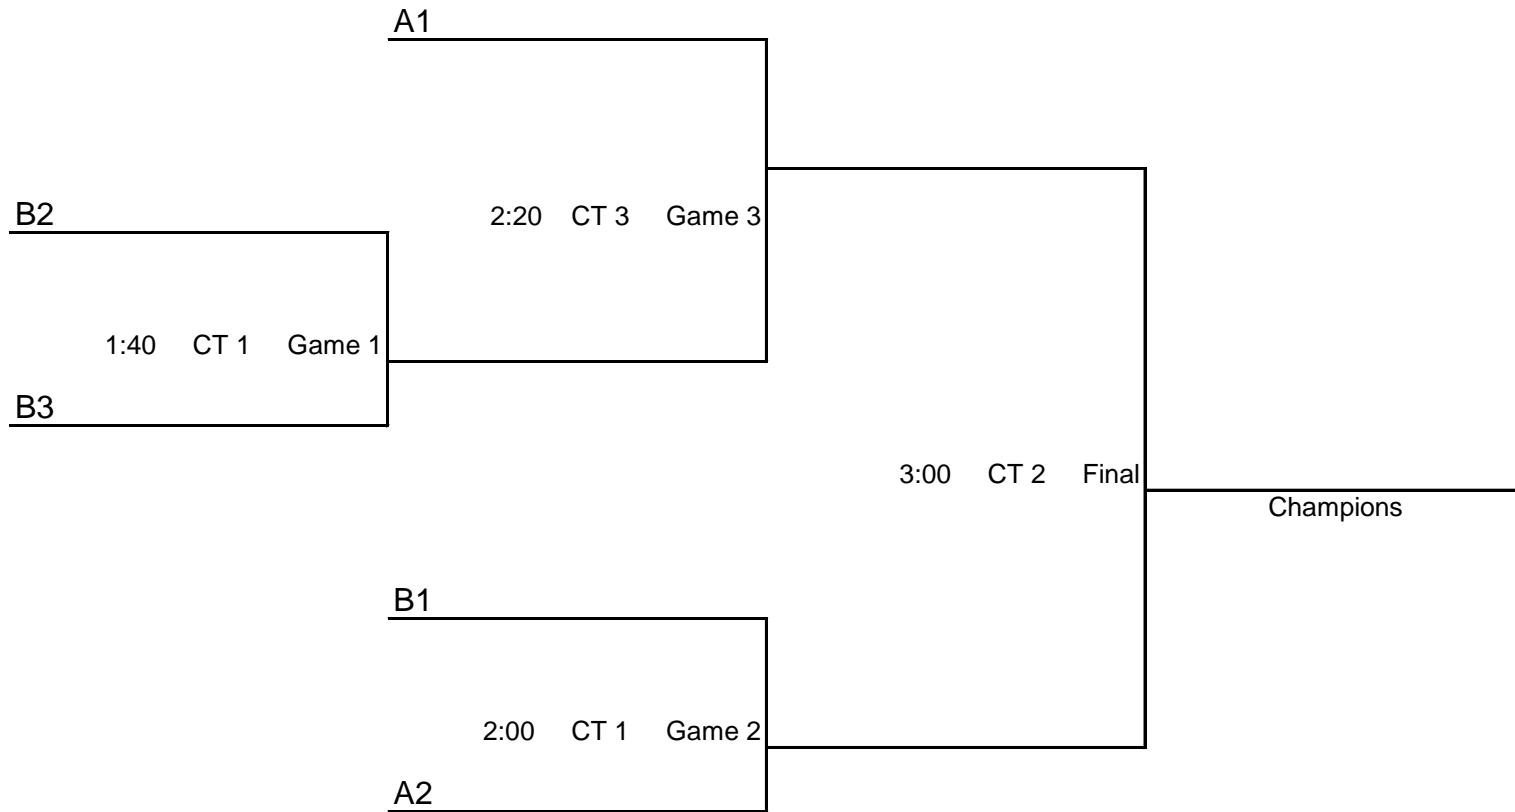 A1
B2
2:20 CT 3 Game 3
1:40 CT 1 Game 1
B3
3:00 CT 2 Final
Champions
B1
2:00 CT 1 Game 2
A2